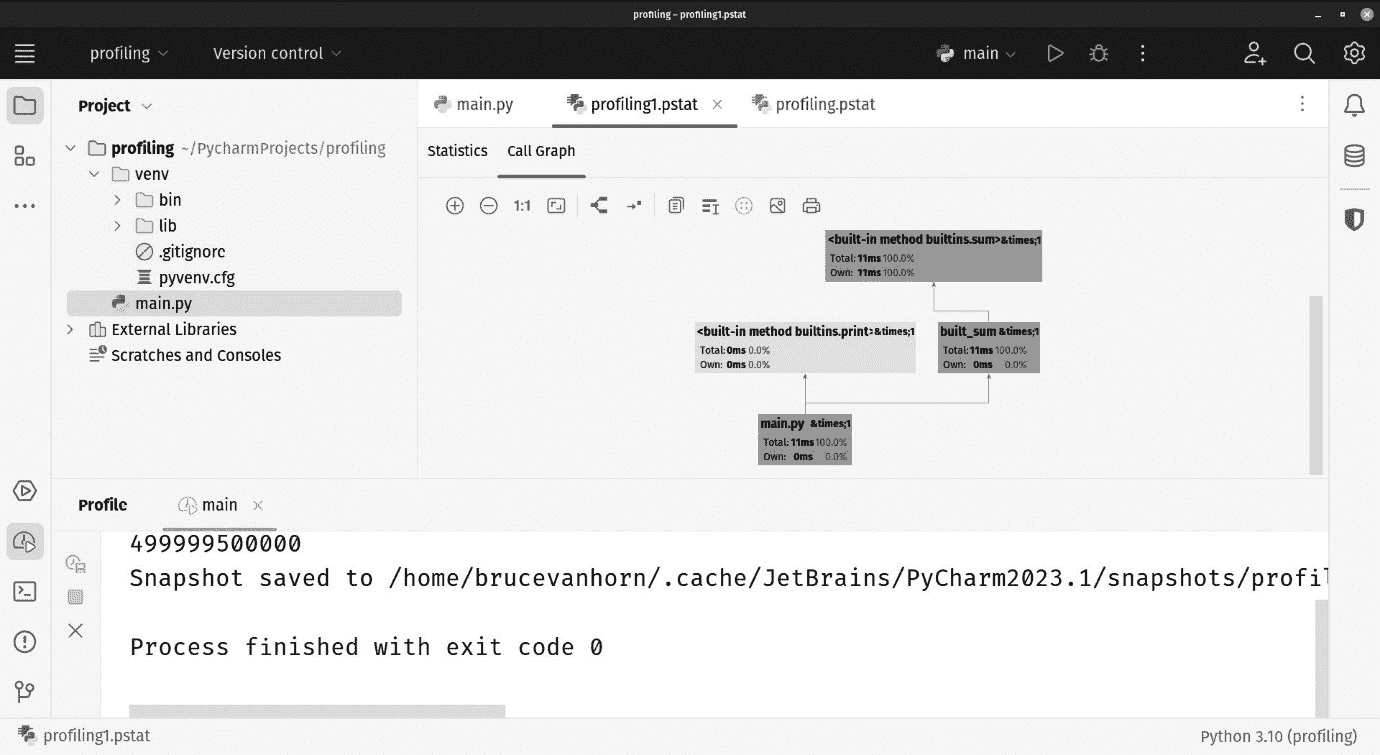 profiling – profiling1.pstat
profiling
Version control
main
Project
main.py
profiling1.pstat
profiling.pstat
profiling ~/PycharmProjects/profiling
venv
bin
lib
.gitignore
pyvenv.cfg
main.py
External Libraries
Scratches and Consoles
Statistics
Call Graph
1:1
<built-in method builtins.sum>&times;1
Total: 11ms 100.0%
Own: 11ms 100.0%
<built-in method builtins.print>&times;1
Total: 0ms 0.0%
Own: 0ms 0.0%
built_sum &times;1
Total: 11ms 100.0%
Own: 0ms 0.0%
main.py &times;1
Total: 11ms 100.0%
Own: 0ms 0.0%
Profile
main
499999500000
Snapshot saved to /home/brucevanhorn/.cache/JetBrains/PyCharm2023.1/snapshots/profil
Process finished with exit code 0
profiling1.pstat
Python 3.10 (profiling)